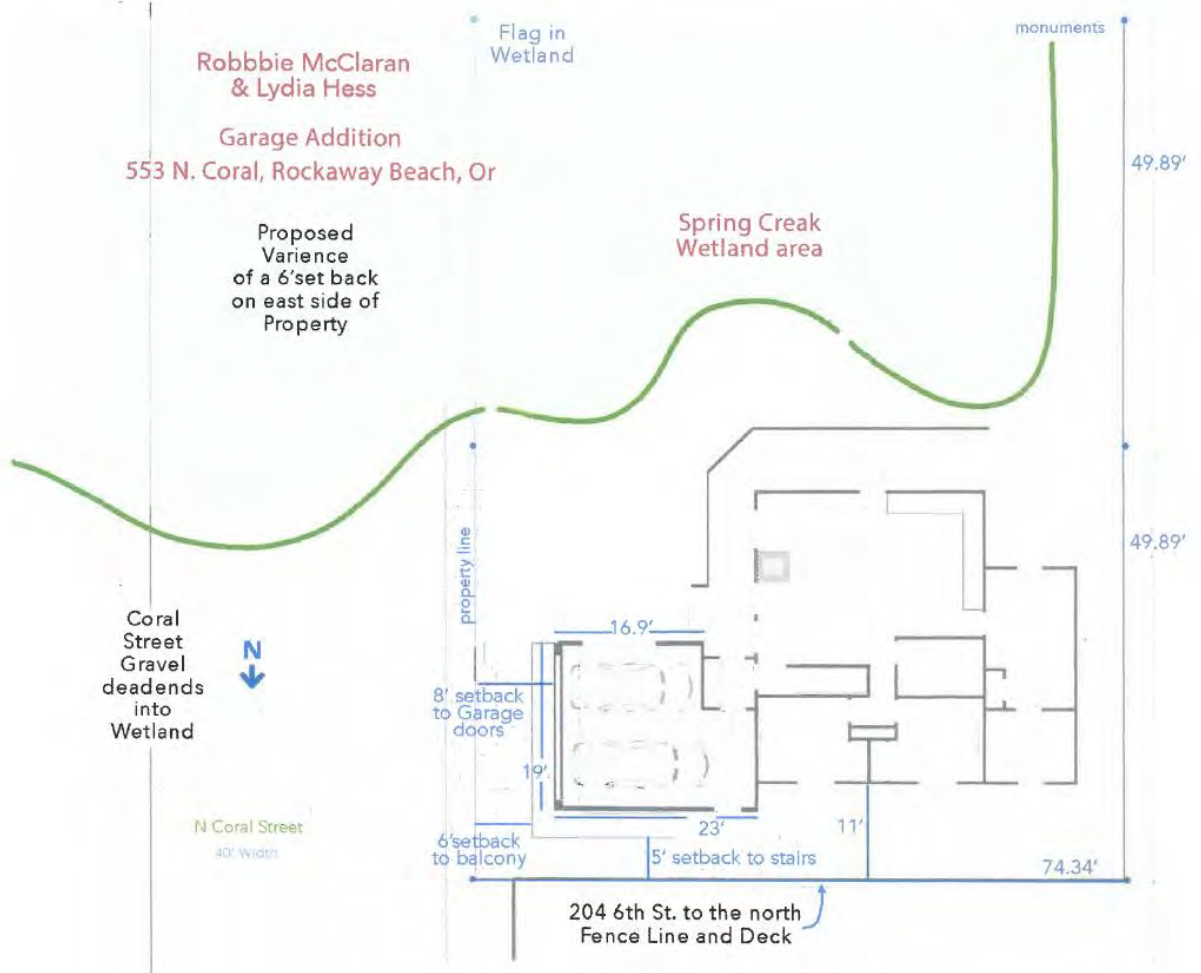 Robbbie McClaran
& Lydia Hess
Garage Addition
553 N. Coral, Rockaway Beach, Or
Proposed
Varience
of a 6'set back
on east side of
Property
Flag in
Wetland
monuments
49.89'
Spring Creak
Wetland area
49.89'
property line
Coral
Street
Gravel
deadends
into
Wetland
N
16.9'
8' setback
to Garage
doors
19'
N Coral Street
40' Width
6'setback
to balcony
23'
5' setback to stairs
11'
74.34'
204 6th St. to the north
Fence Line and Deck